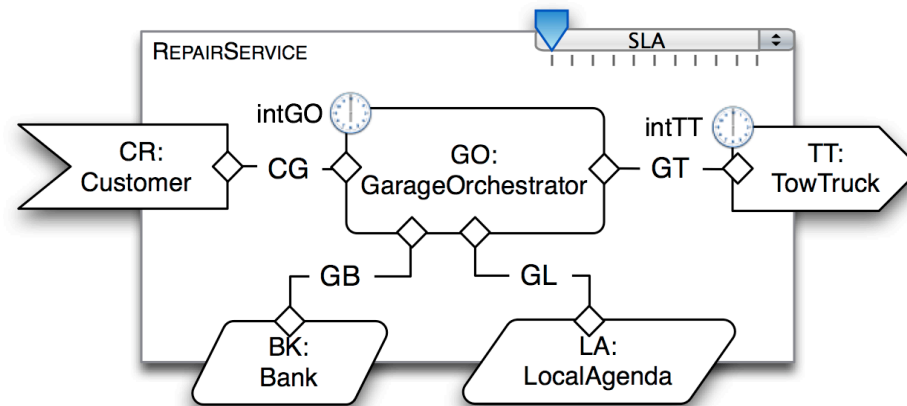 SLA
REPAIRSERVICE
intGO
intTT
CR:
Customer
CG
GO:
GarageOrchestrator
GT
TT:
TowTruck
GB
GL
BK:
Bank
LA:
LocalAgenda